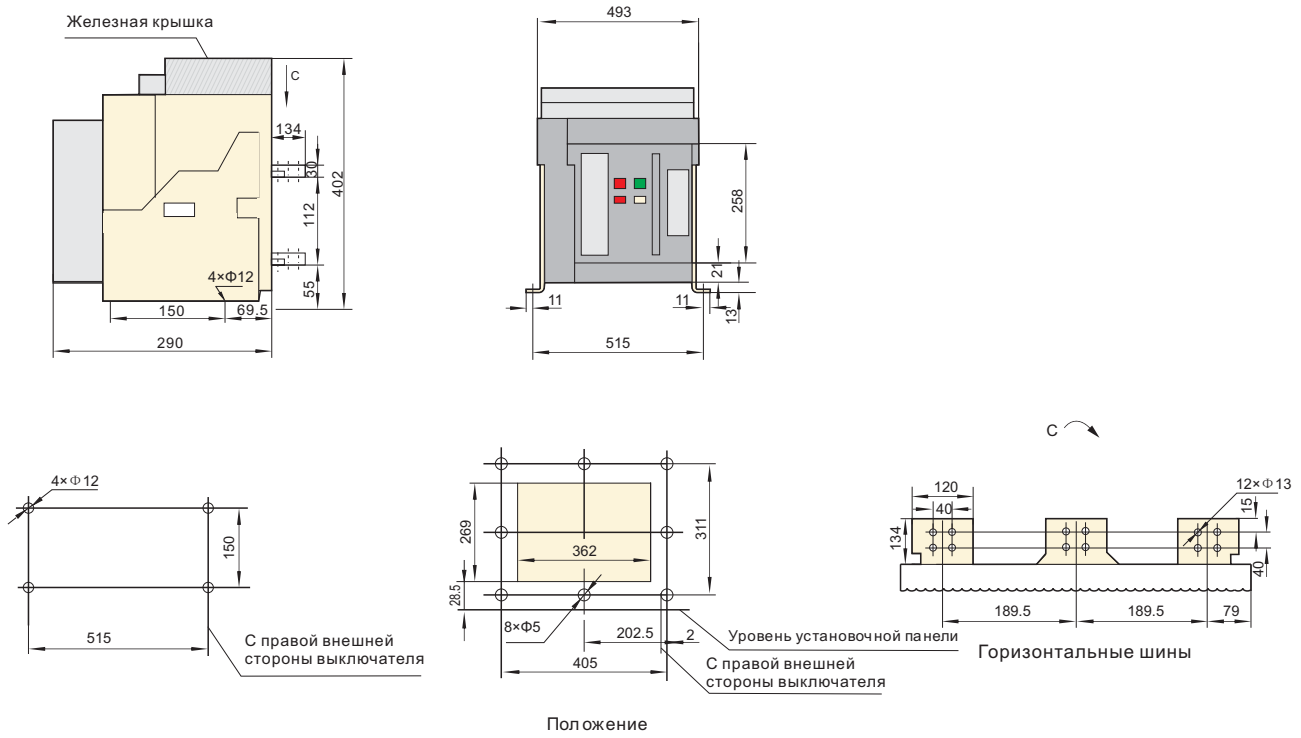 Железная крышка
C
134
30
402
112
4×Φ12
55
150
69.5
290
493
258
21
11
11
13
515
4×Φ12
150
515
С правой внешней
стороны выключателя
269
362
311
28.5
8×Φ5
202.5
2
405
Уровень установочной панели
С правой внешней
стороны выключателя
Положение
C
120
40
12×Φ13
15
134
40
189.5
189.5
79
Горизонтальные шины